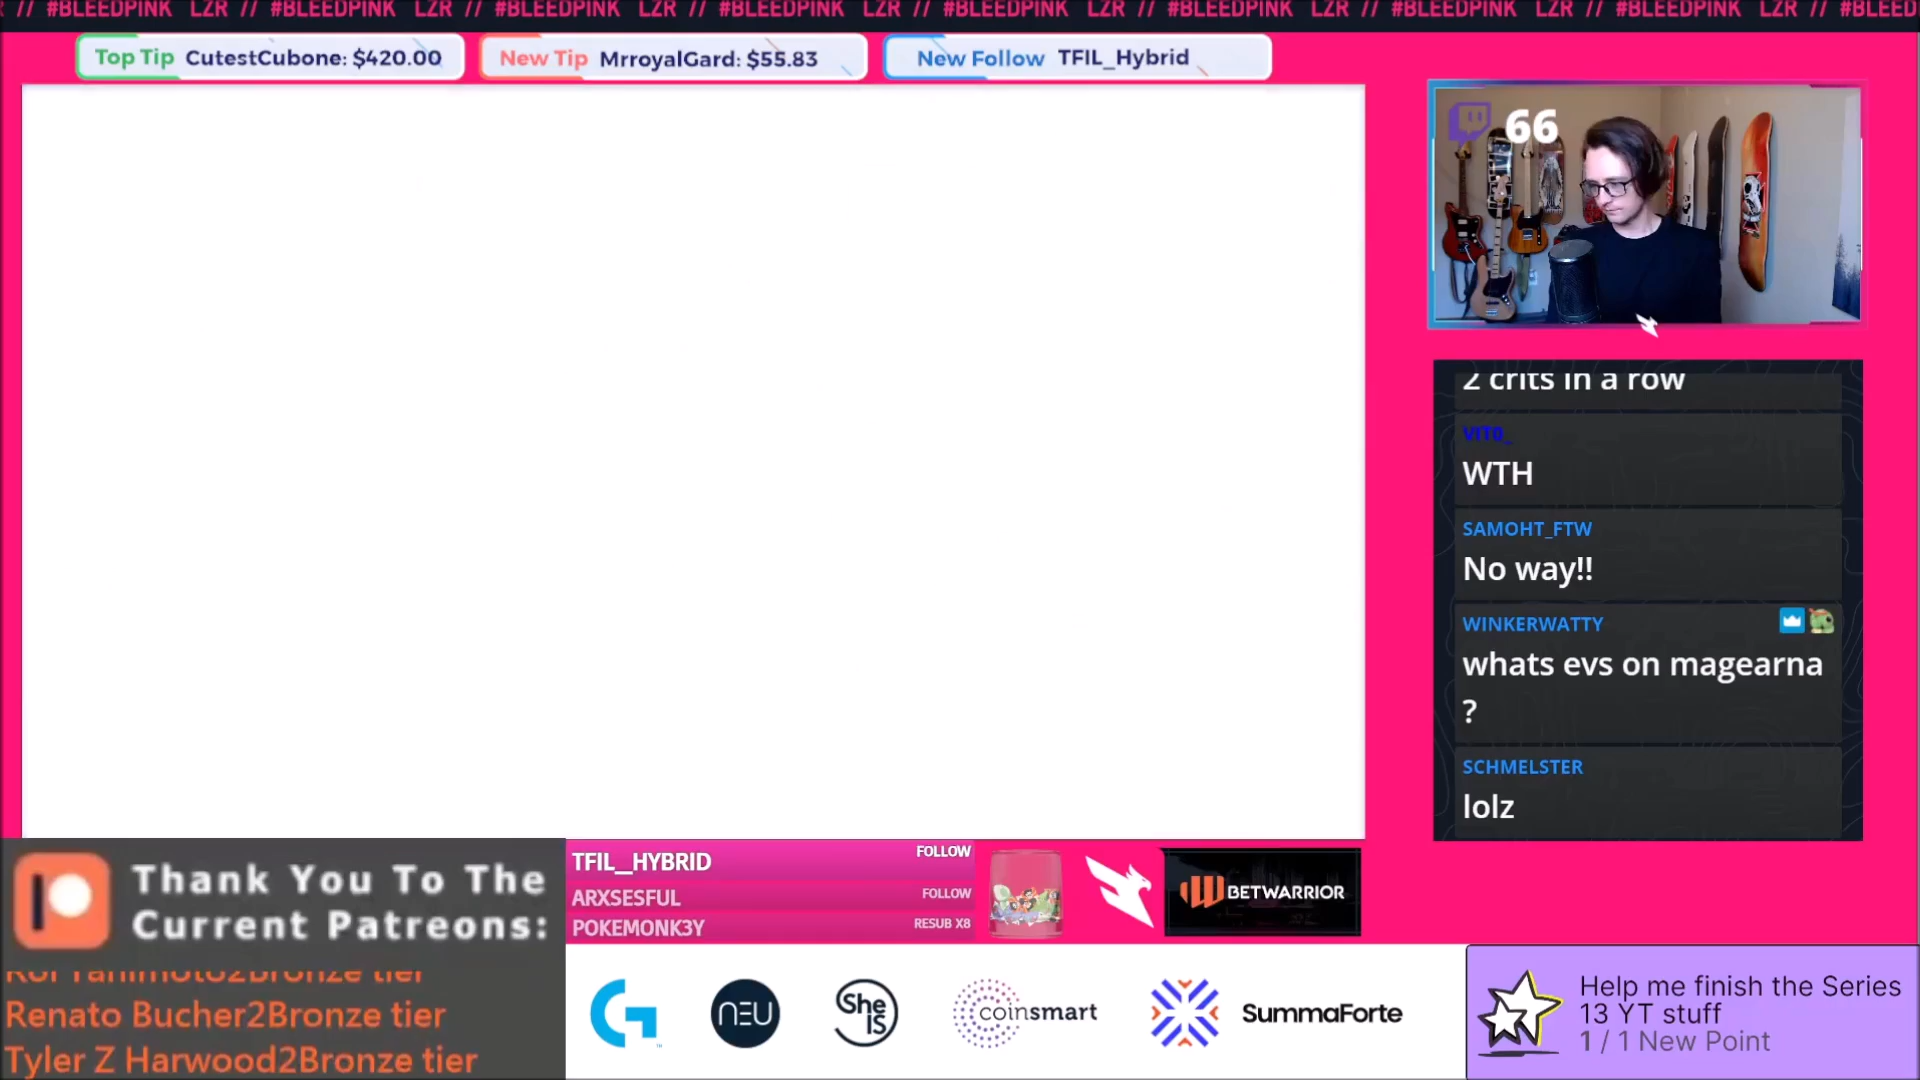 // #BLEEDPINK LZR // #BLEEDPINK LZR // #BLEEDPINK LZR // #BLEEDPINK LZR // #BLEEDPINK LZR // #BLEEDPINK LZR // #BLEEDPINK LZR // #BLEEDPINK LZR // #BLEED
Top Tip CutestCubone: $420.00
New Tip MrroyalGard: $55.83
New Follow TFIL_Hybrid
66
2 crits in a row
VIT0_
WTH
SAMOHT_FTW
No way!!
WINKERWATTY
whats evs on magearna
?
SCHMELSTER
lolz
Thank You To The
Current Patreons:
Renato Bucher2Bronze tier
Tyler Z Harwood2Bronze tier
TFIL_HYBRID FOLLOW
ARXSESFUL FOLLOW
POKEMONK3Y RESUB X8
BETWARRIOR
NEU
She IS
coinsmart
SummaForte
Help me finish the Series
13 YT stuff
1 / 1 New Point